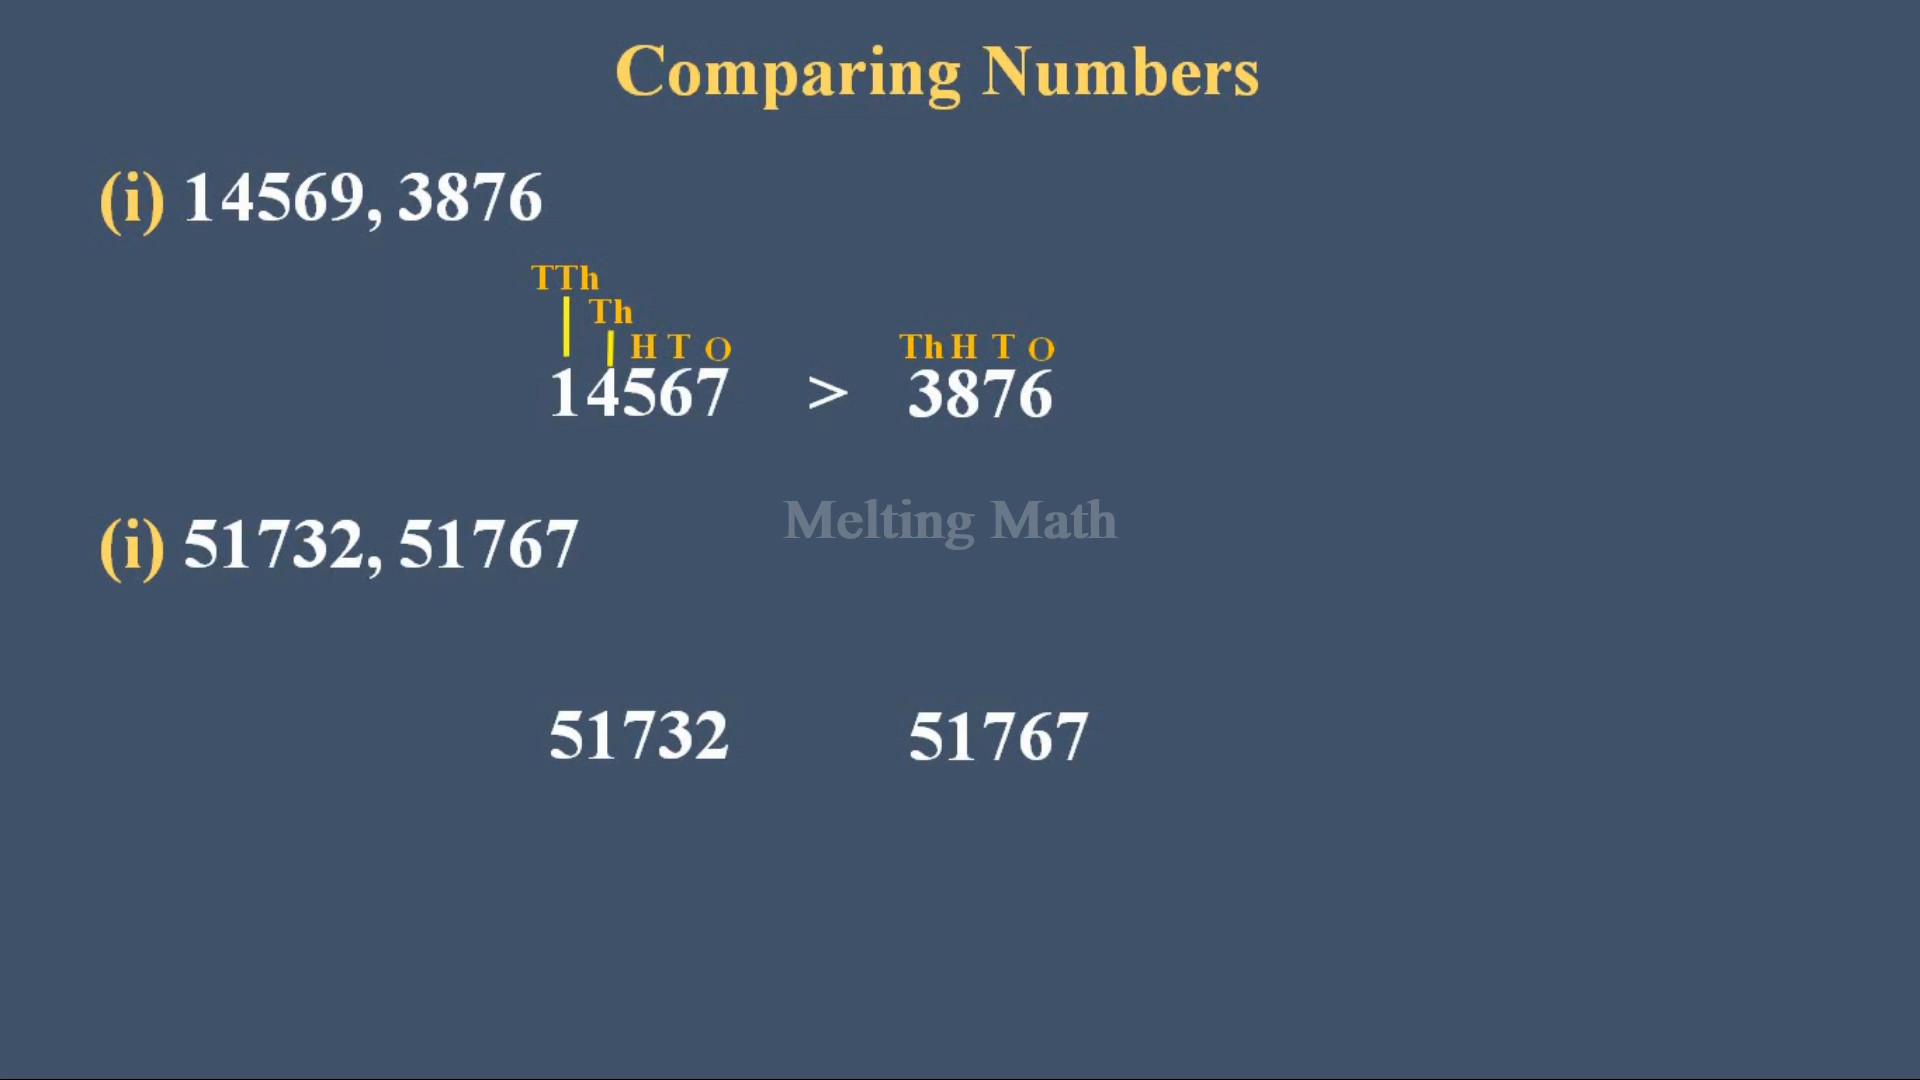 Comparing Numbers
(i) 14569, 3876
TTh
Th
H T O Th H T O
14567 > 3876
Melting Math
(i) 51732, 51767
51732 51767